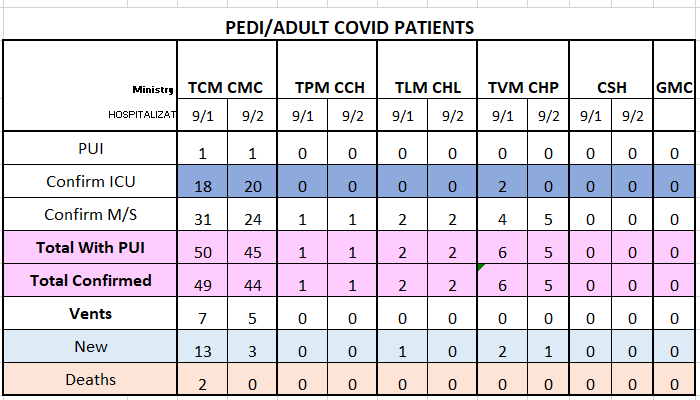 PEDI/ADULT COVID PATIENTS
Ministry TCM CMC TPM CCH TLM CHL TVM CHP CSH GMC
HOSPITALIZAT 9/1 9/2 9/1 9/2 9/1 9/2 9/1 9/2 9/1 9/2
PUI 1 1 0 0 0 0 0 0 0 0 0
Confirm ICU 18 20 0 0 0 0 2 0 0 0 0
Confirm M/S 31 24 1 1 2 2 4 5 0 0 0
Total With PUI 50 45 1 1 2 2 6 5 0 0 0
Total Confirmed 49 44 1 1 2 2 6 5 0 0 0
Vents 7 5 0 0 0 0 0 0 0 0 0
New 13 3 0 0 1 0 2 1 0 0 0
Deaths 2 0 0 0 0 0 0 0 0 0 0